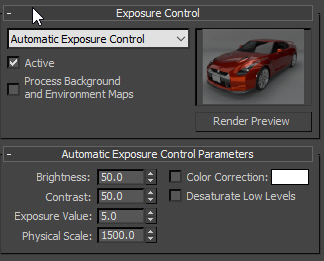 - Exposure Control
Automatic Exposure Control
Active
Process Background
and Environment Maps
Render Preview
- Automatic Exposure Control Parameters
Brightness: 50.0 Color Correction:
Contrast: 50.0 Desaturate Low Levels
Exposure Value: 5.0
Physical Scale: 1500.0